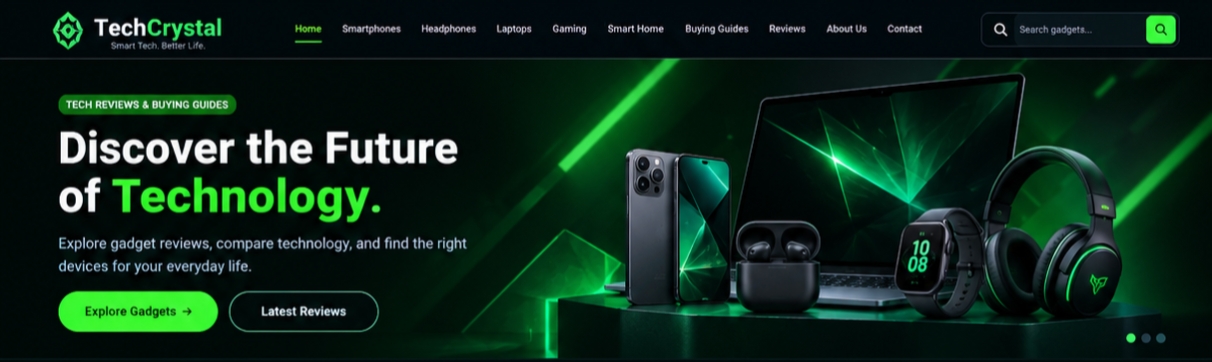 TechCrystal
Smart Tech. Better Life.
Home Smartphones Headphones Laptops Gaming Smart Home Buying Guides Reviews About Us Contact
Search gadgets...
TECH REVIEWS & BUYING GUIDES
Discover the Future
of Technology.
Explore gadget reviews, compare technology, and find the right
devices for your everyday life.
Explore Gadgets →
Latest Reviews
10
08